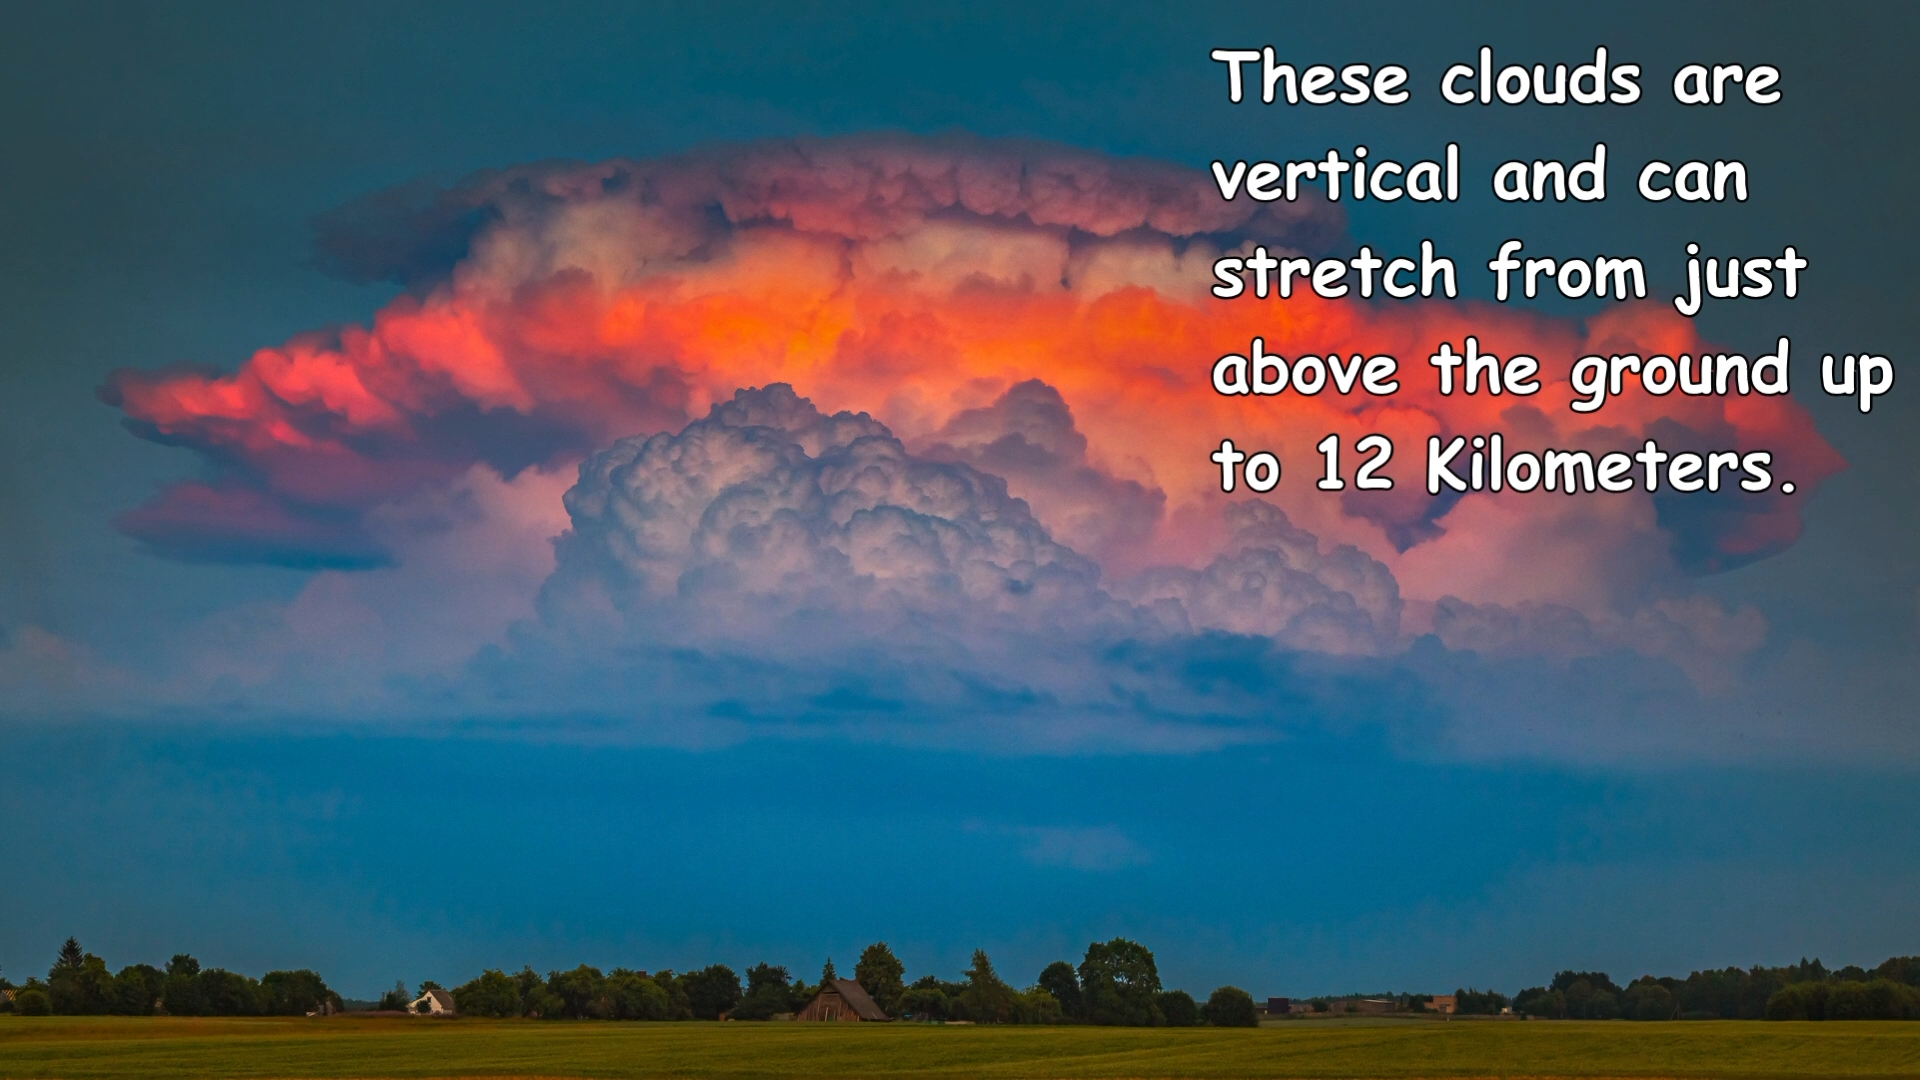 These clouds are
vertical and can
stretch from just
above the ground up
to 12 Kilometers.